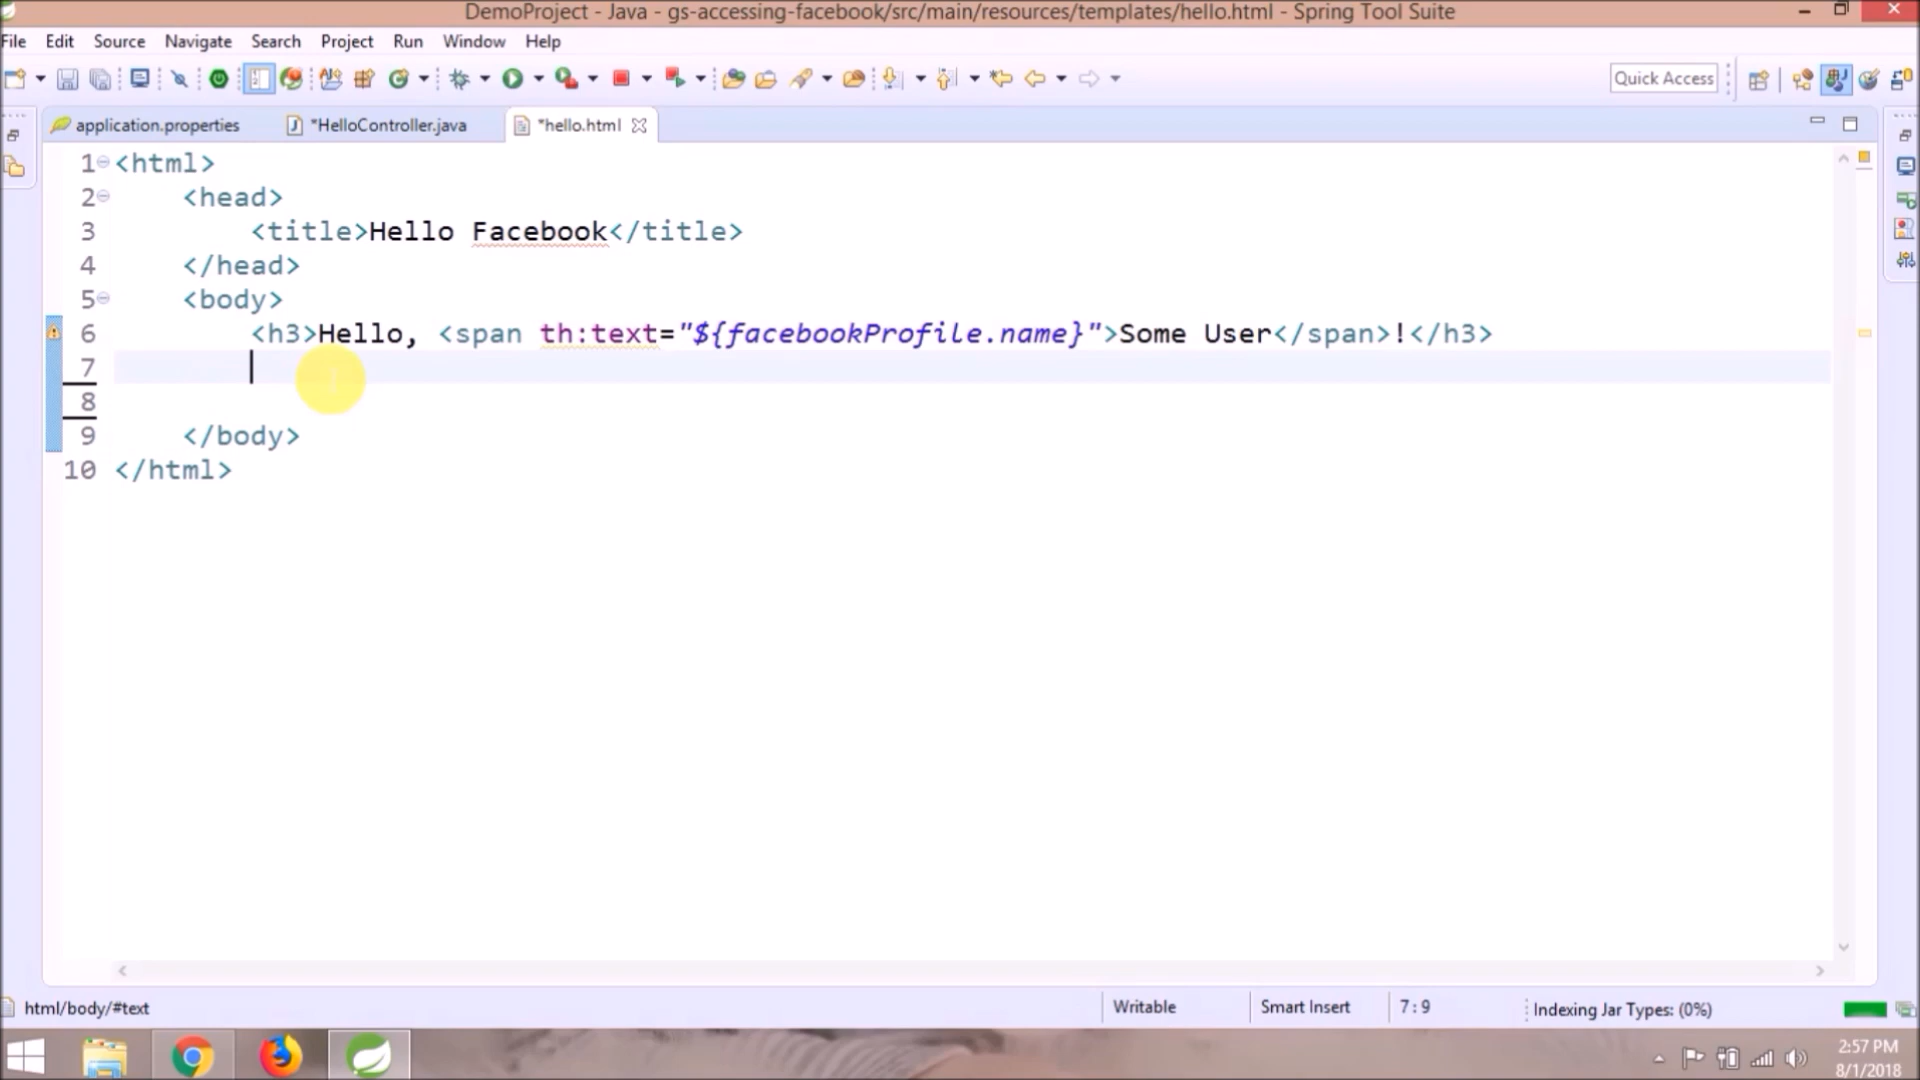 DemoProject - Java - gs-accessing-facebook/src/main/resources/templates/hello.html - Spring Tool Suite
File Edit Source Navigate Search Project Run Window Help
Quick Access
application.properties *HelloController.java *hello.html
1 <html>
2 <head>
3 <title>Hello Facebook</title>
4 </head>
5 <body>
6 <h3>Hello, <span th:text="${facebookProfile.name}">Some User</span>!</h3>
7
8
9 </body>
10 </html>
html/body/#text Writable Smart Insert 7 : 9 Indexing Jar Types: (0%)
2:57 PM
8/1/2018